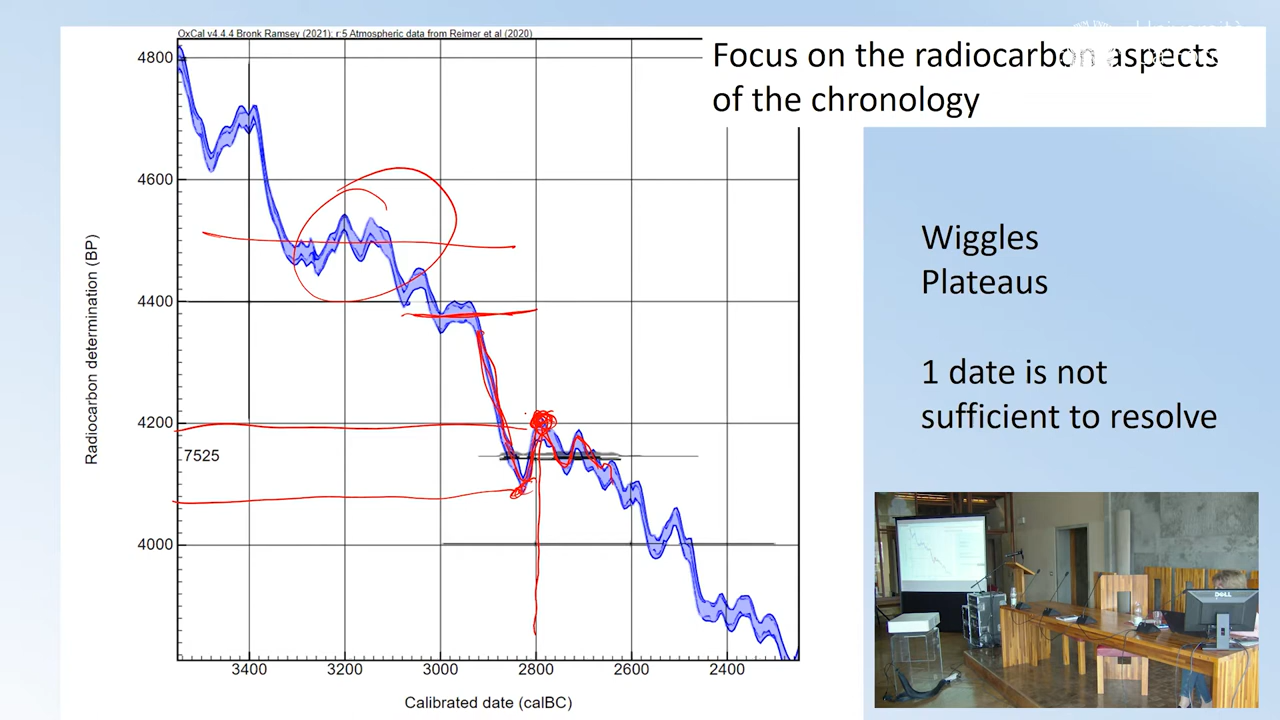 OxCal v4.4.4 Bronk Ramsey (2021); r:5 Atmospheric data from Reimer et al (2020)
Focus on the radiocarbon aspects
of the chronology
Wiggles
Plateaus
1 date is not
sufficient to resolve
Radiocarbon determination (BP)
4800
4600
4400
4200
7525
4000
3400 3200 3000 2800 2600 2400
Calibrated date (calBC)
DELL